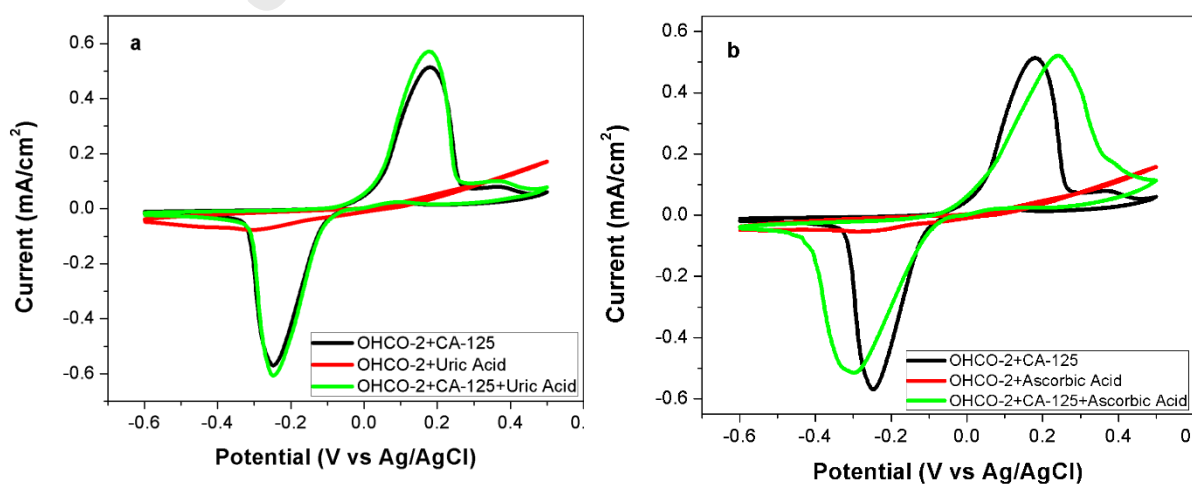 a
Current (mA/cm²)
0.6
0.4
0.2
0.0
-0.2
-0.4
-0.6
-0.6 -0.4 -0.2 0.0 0.2 0.4 0.
Potential (V vs Ag/AgCl)
OHCO-2+CA-125
OHCO-2+Uric Acid
OHCO-2+CA-125+Uric Acid
b
Current (mA/cm²)
0.6
0.4
0.2
0.0
-0.2
-0.4
-0.6
-0.6 -0.4 -0.2 0.0 0.2 0.4 0.
Potential (V vs Ag/AgCl)
OHCO-2+CA-125
OHCO-2+Ascorbic Acid
OHCO-2+CA-125+Ascorbic Acid